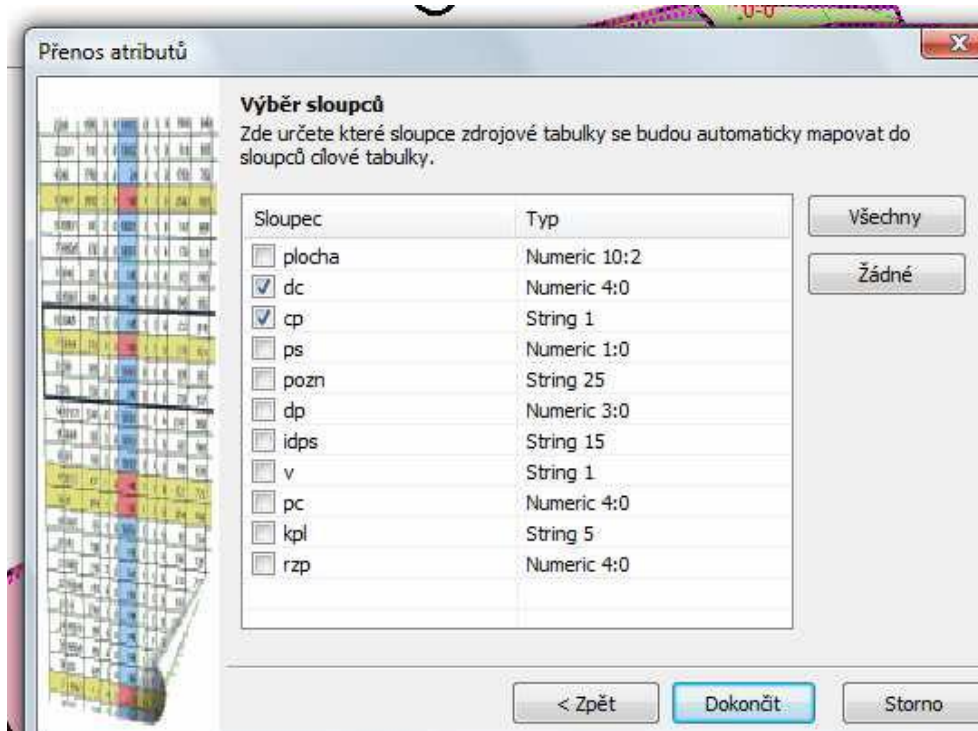 0-0
Přenos atributů
Výběr sloupců
Zde určete které sloupce zdrojové tabulky se budou automaticky mapovat do
sloupců cílové tabulky.
Sloupec Typ
plocha Numeric 10:2
dc Numeric 4:0
cp String 1
ps Numeric 1:0
pozn String 25
dp Numeric 3:0
idps String 15
v String 1
pc Numeric 4:0
kpl String 5
rzp Numeric 4:0
Všechny
Žádné
< Zpět
Dokončit
Storno